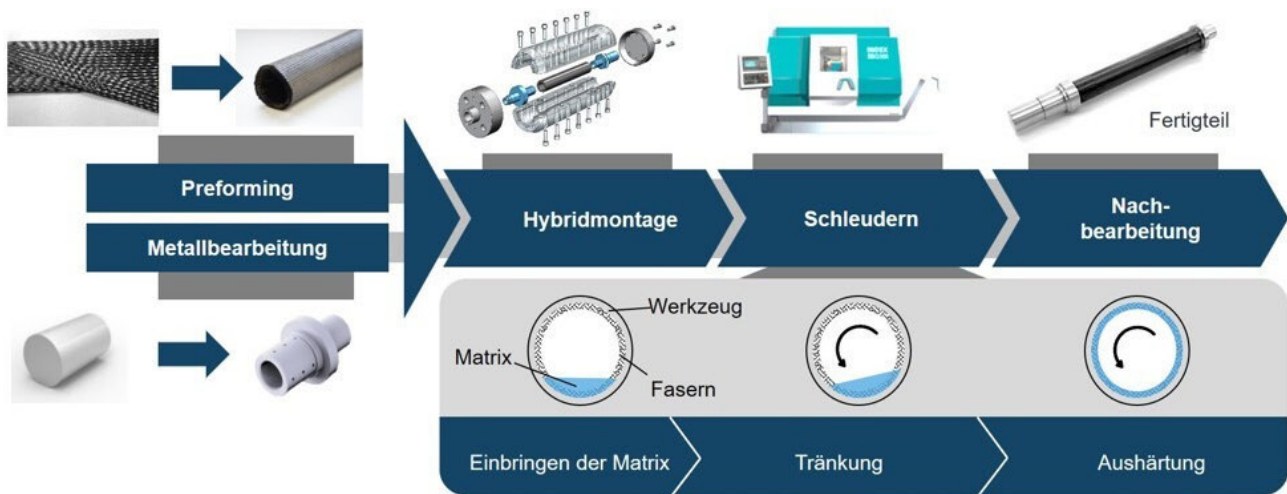 Fertigteil
Preforming
Metallbearbeitung
Hybridmontage
Schleudern
Nach-
bearbeitung
Werkzeug
Matrix
Fasern
Einbringen der Matrix
Tränkung
Aushärtung